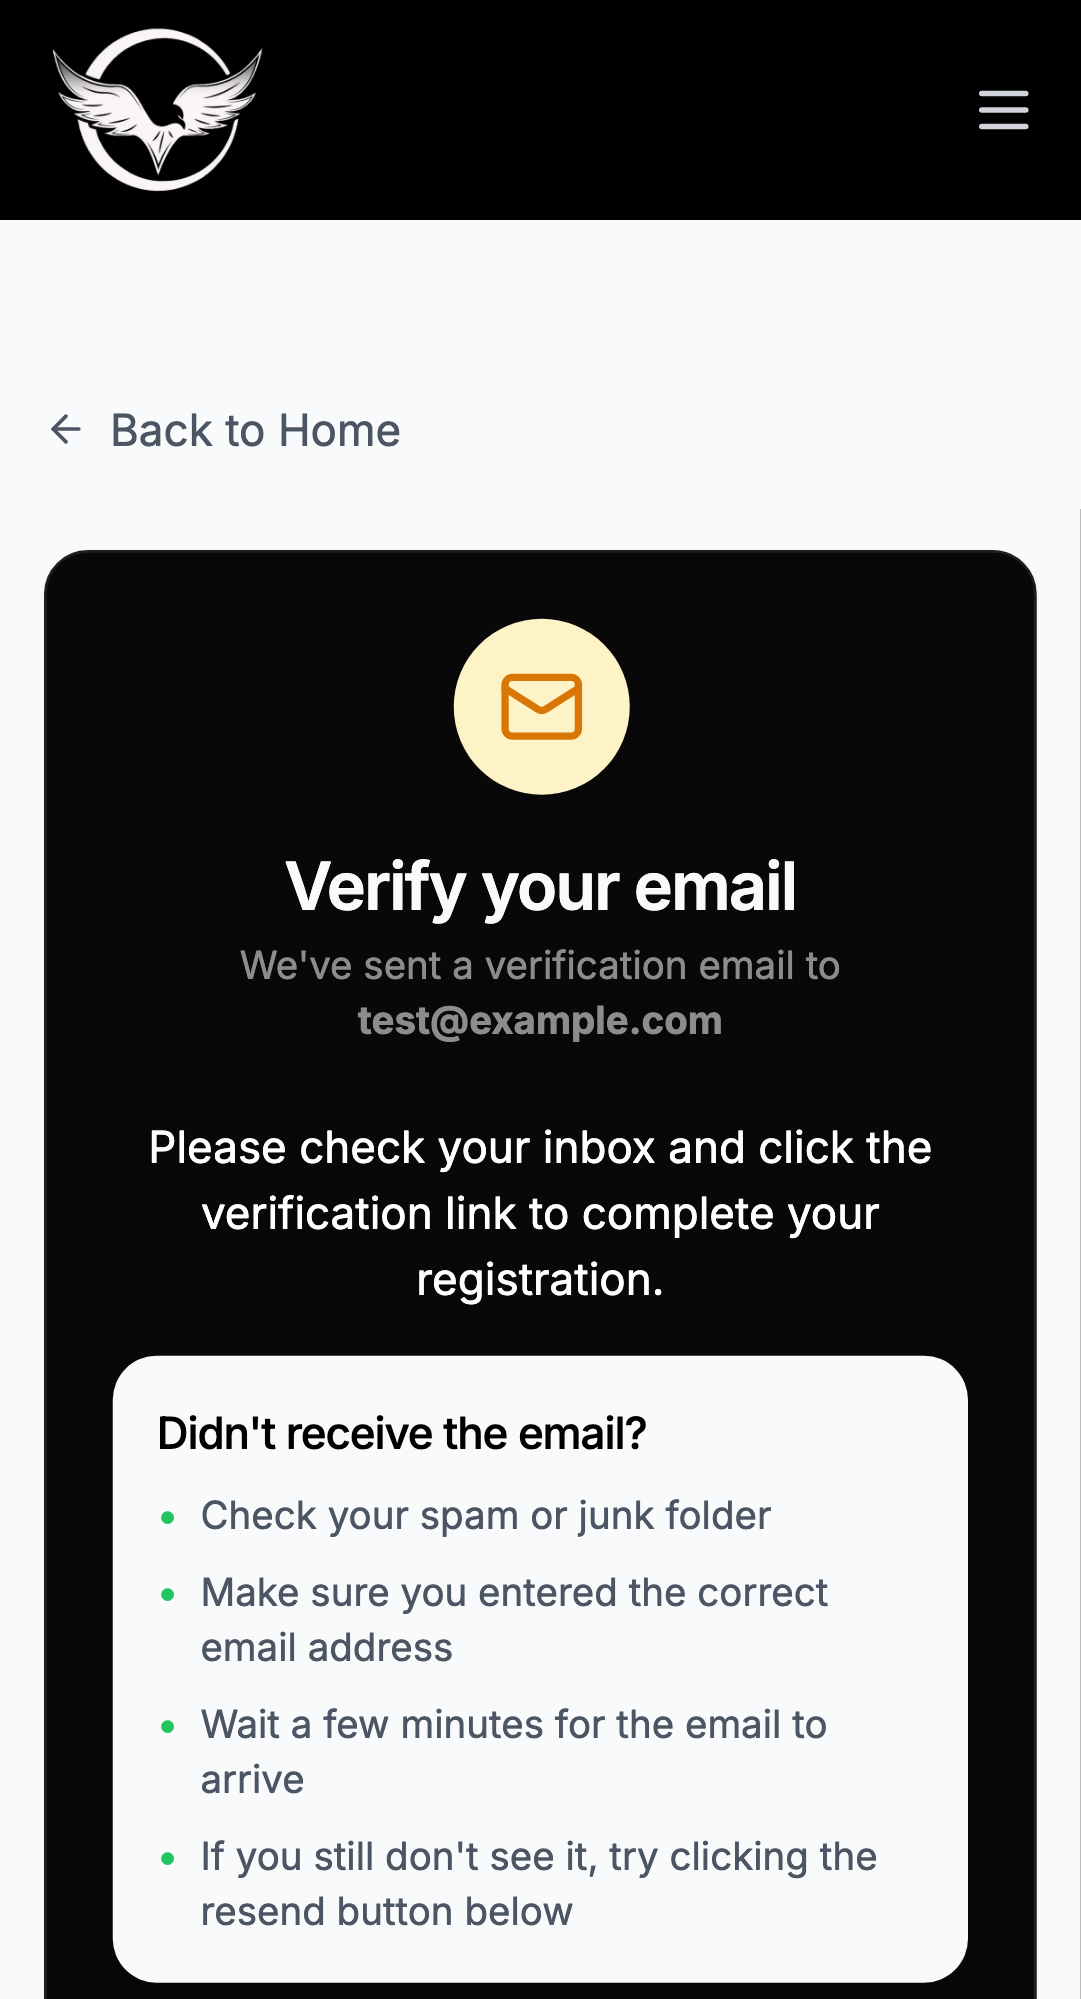 Back to Home
Verify your email
We've sent a verification email to
test@example.com
Please check your inbox and click the
verification link to complete your
registration.
Didn't receive the email?
Check your spam or junk folder
Make sure you entered the correct
email address
Wait a few minutes for the email to
arrive
If you still don't see it, try clicking the
resend button below